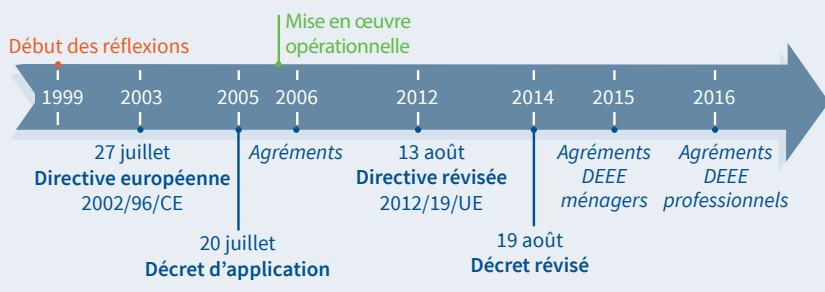 Mise en œuvre
opérationnelle
Début des réflexions
1999 2003 2005 2006 2012 2014 2015 2016
27 juillet
Directive européenne
2002/96/CE
20 juillet
Décret d’application
Agréments
13 août
Directive révisée
2012/19/UE
19 août
Décret révisé
Agréments
DEEE
ménagers
Agréments
DEEE
professionnels